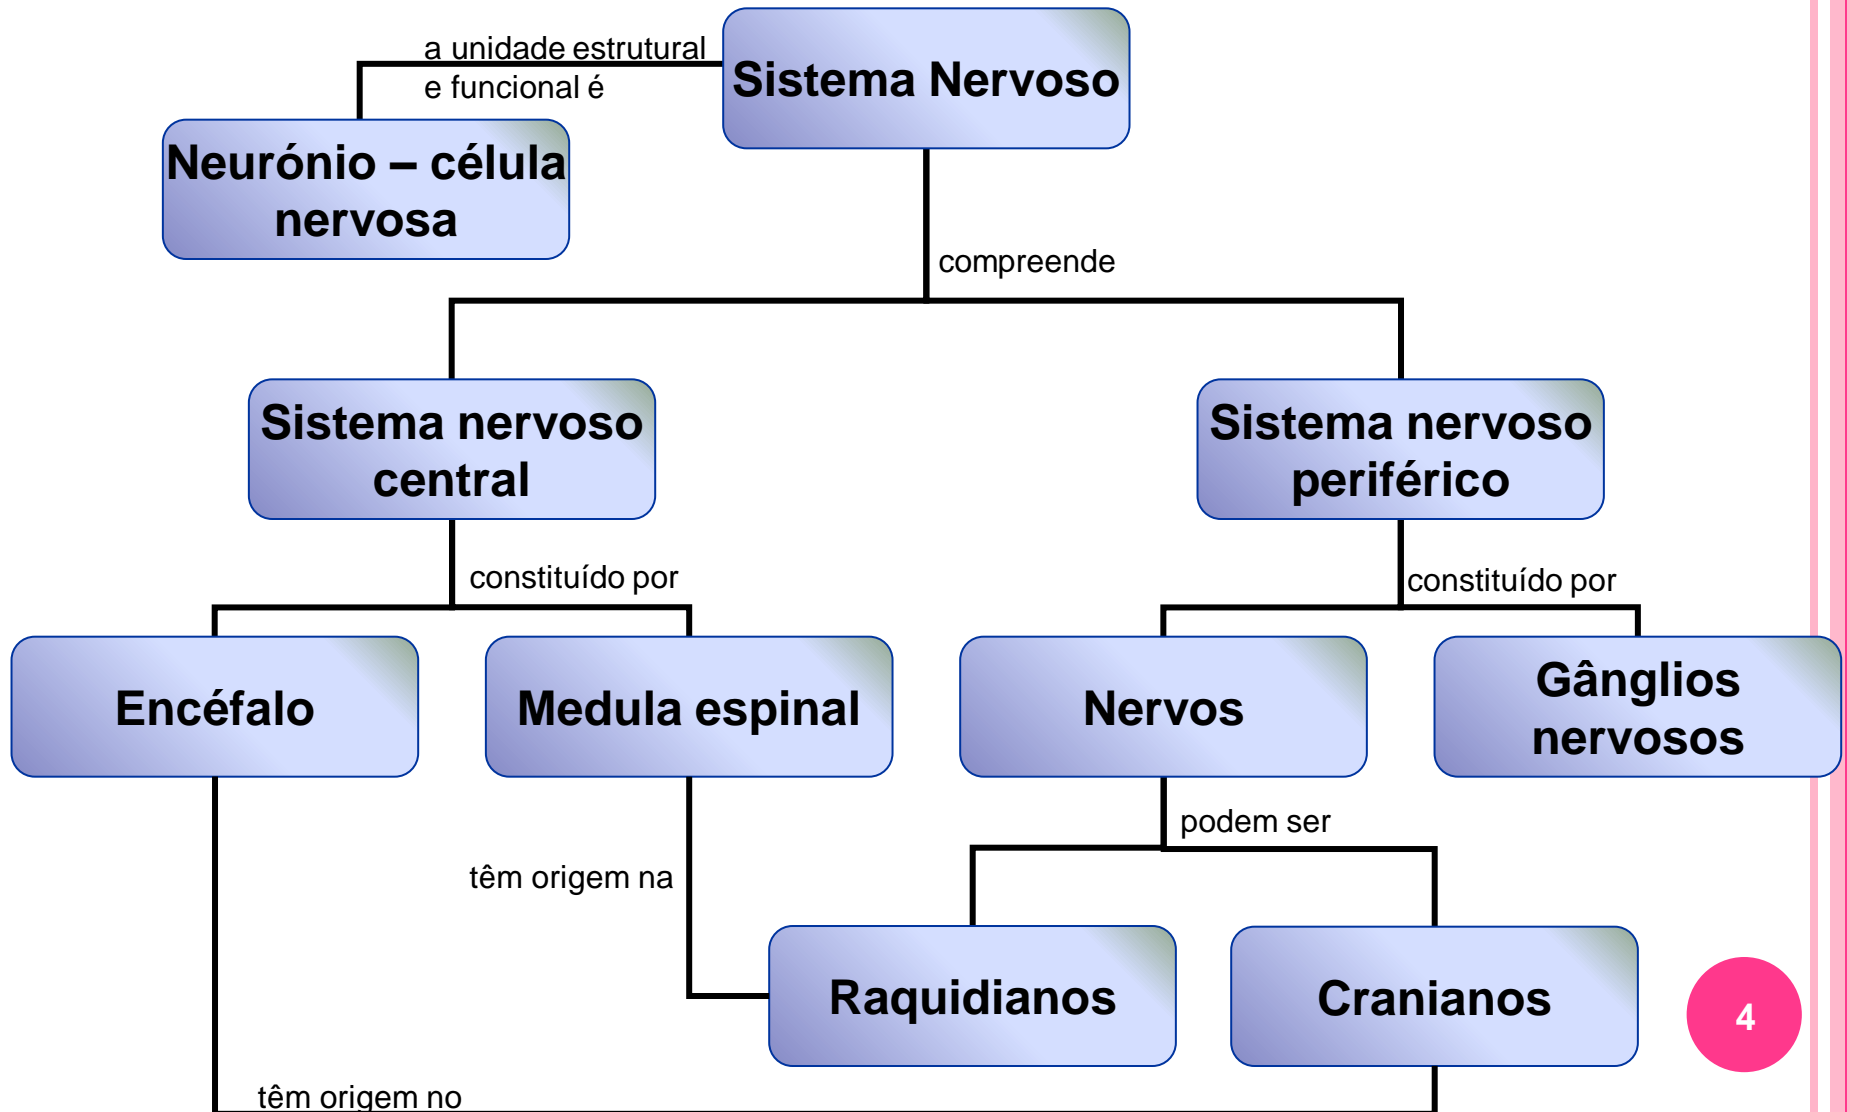 a unidade estrutural
e funcional é
Sistema Nervoso
Neurónio – célula
nervosa
compreende
Sistema nervoso
central
Sistema nervoso
periférico
constituído por
constituído por
Encéfalo
Medula espinal
Nervos
Gânglios
nervosos
podem ser
têm origem na
Raquidianos
Cranianos
4
têm origem no